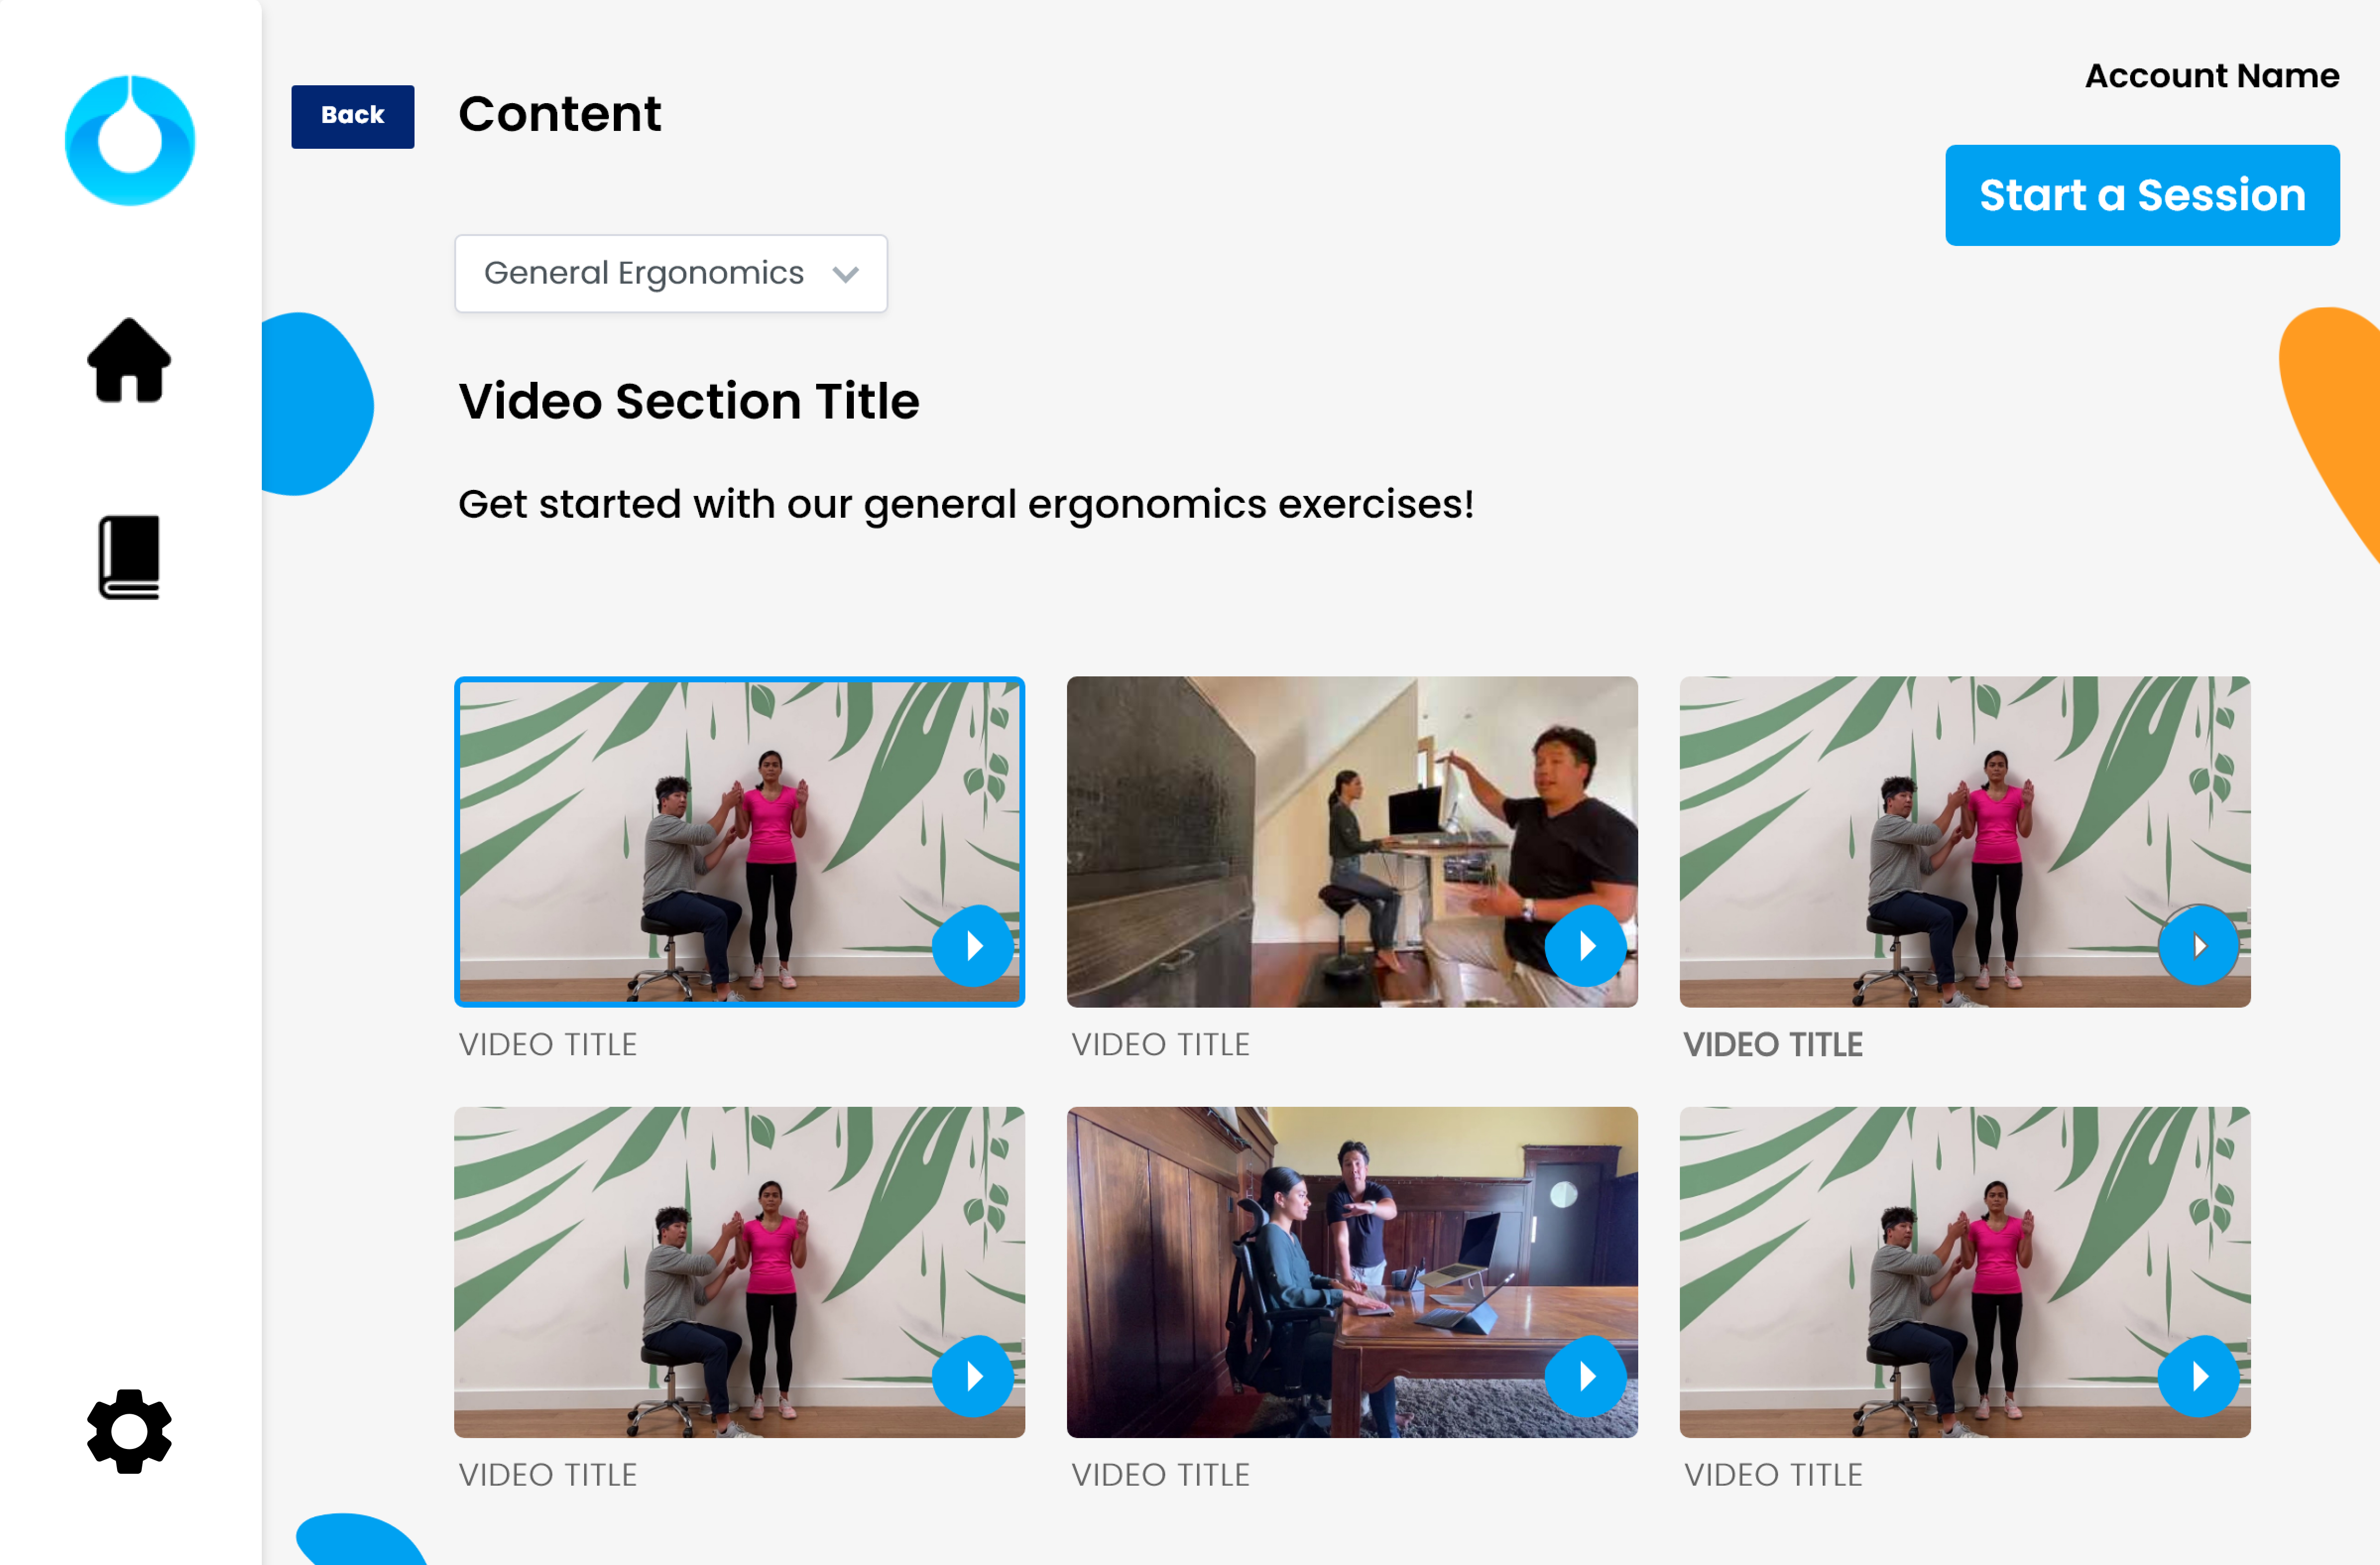 Account Name
Back
Content
Start a Session
General Ergonomics
Video Section Title
Get started with our general ergonomics exercises!
VIDEO TITLE
VIDEO TITLE
VIDEO TITLE
VIDEO TITLE
VIDEO TITLE
VIDEO TITLE